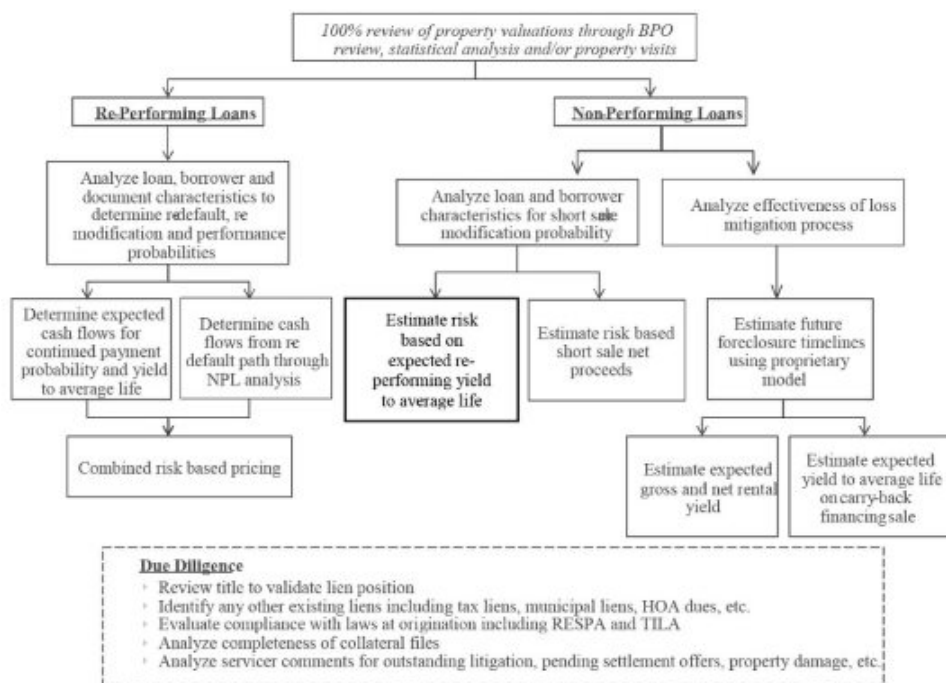 100% review of property valuations through BPO
review, statistical analysis and/or property visits
Re-Performing Loans
Non-Performing Loans
Analyze loan, borrower and
document characteristics to
determine re-default, re
modification and performance
probabilities
Analyze loan and borrower
characteristics for short sale
modification probability
Analyze effectiveness of loss
mitigation process
Determine expected
cash flows for
continued payment
probability and yield
to average life
Determine cash
flows from re
default path through
NPL analysis
Estimate risk
based on
expected re-
performing yield
to average life
Estimate risk based
short sale net
proceeds
Estimate future
foreclosure timelines
using proprietary
model
Combined risk based pricing
Estimate expected
gross and net rental
yield
Estimate expected
yield to average life
on carry-back
financing sale
Due Diligence
Review title to validate lien position
Identify any other existing liens including tax liens, municipal liens, HOA dues, etc.
Evaluate compliance with laws at origination including RESPA and TILA
Analyze completeness of collateral files
Analyze servicer comments for outstanding litigation, pending settlement offers, property damage, etc.